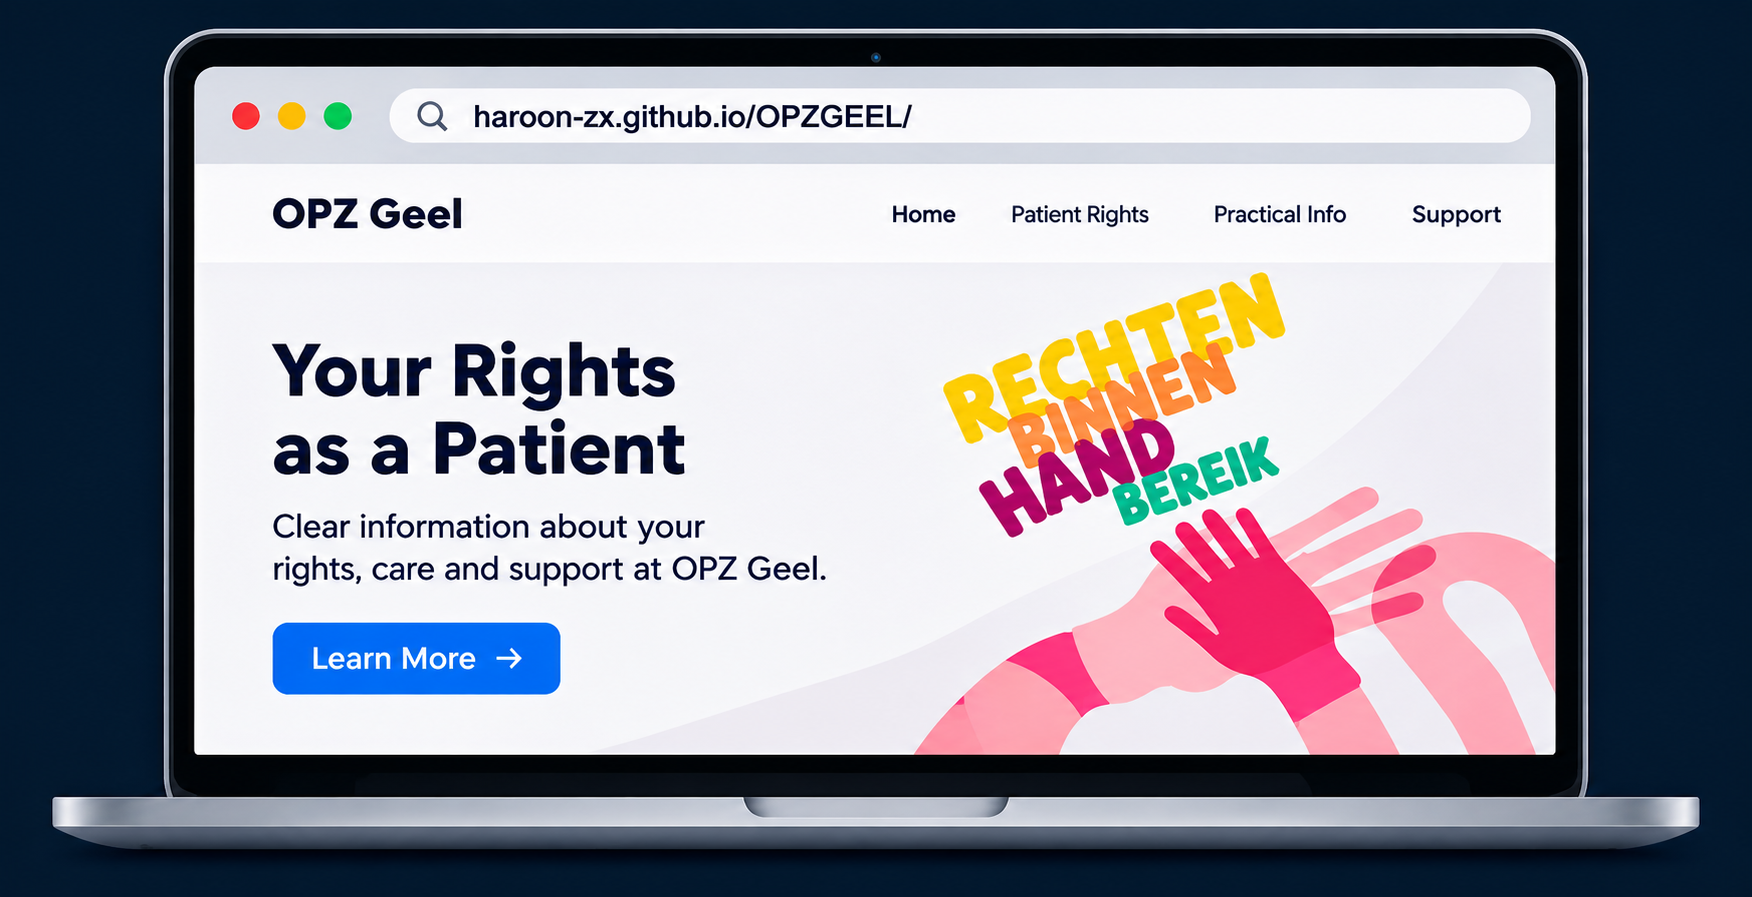 haroon-zx.github.io/OPZGEEL/
OPZ Geel
Home Patient Rights Practical Info Support
Your Rights
as a Patient
Clear information about your
rights, care and support at OPZ Geel.
Learn More →
RECHTEN
BINNEN
HAND
BEREIK